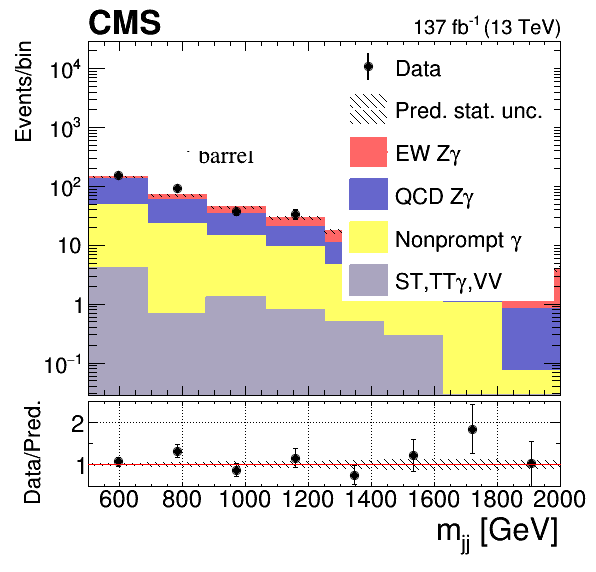 CMS
137 fb⁻¹ (13 TeV)
Events/bin
10⁴
10³
10²
10
1
10⁻¹
Data
Pred. stat. unc.
EW Zγ
QCD Zγ
Nonprompt γ
ST,TTγ,VV
barrel
Data/Pred.
2
1
600 800 1000 1200 1400 1600 1800 2000
m_jj [GeV]